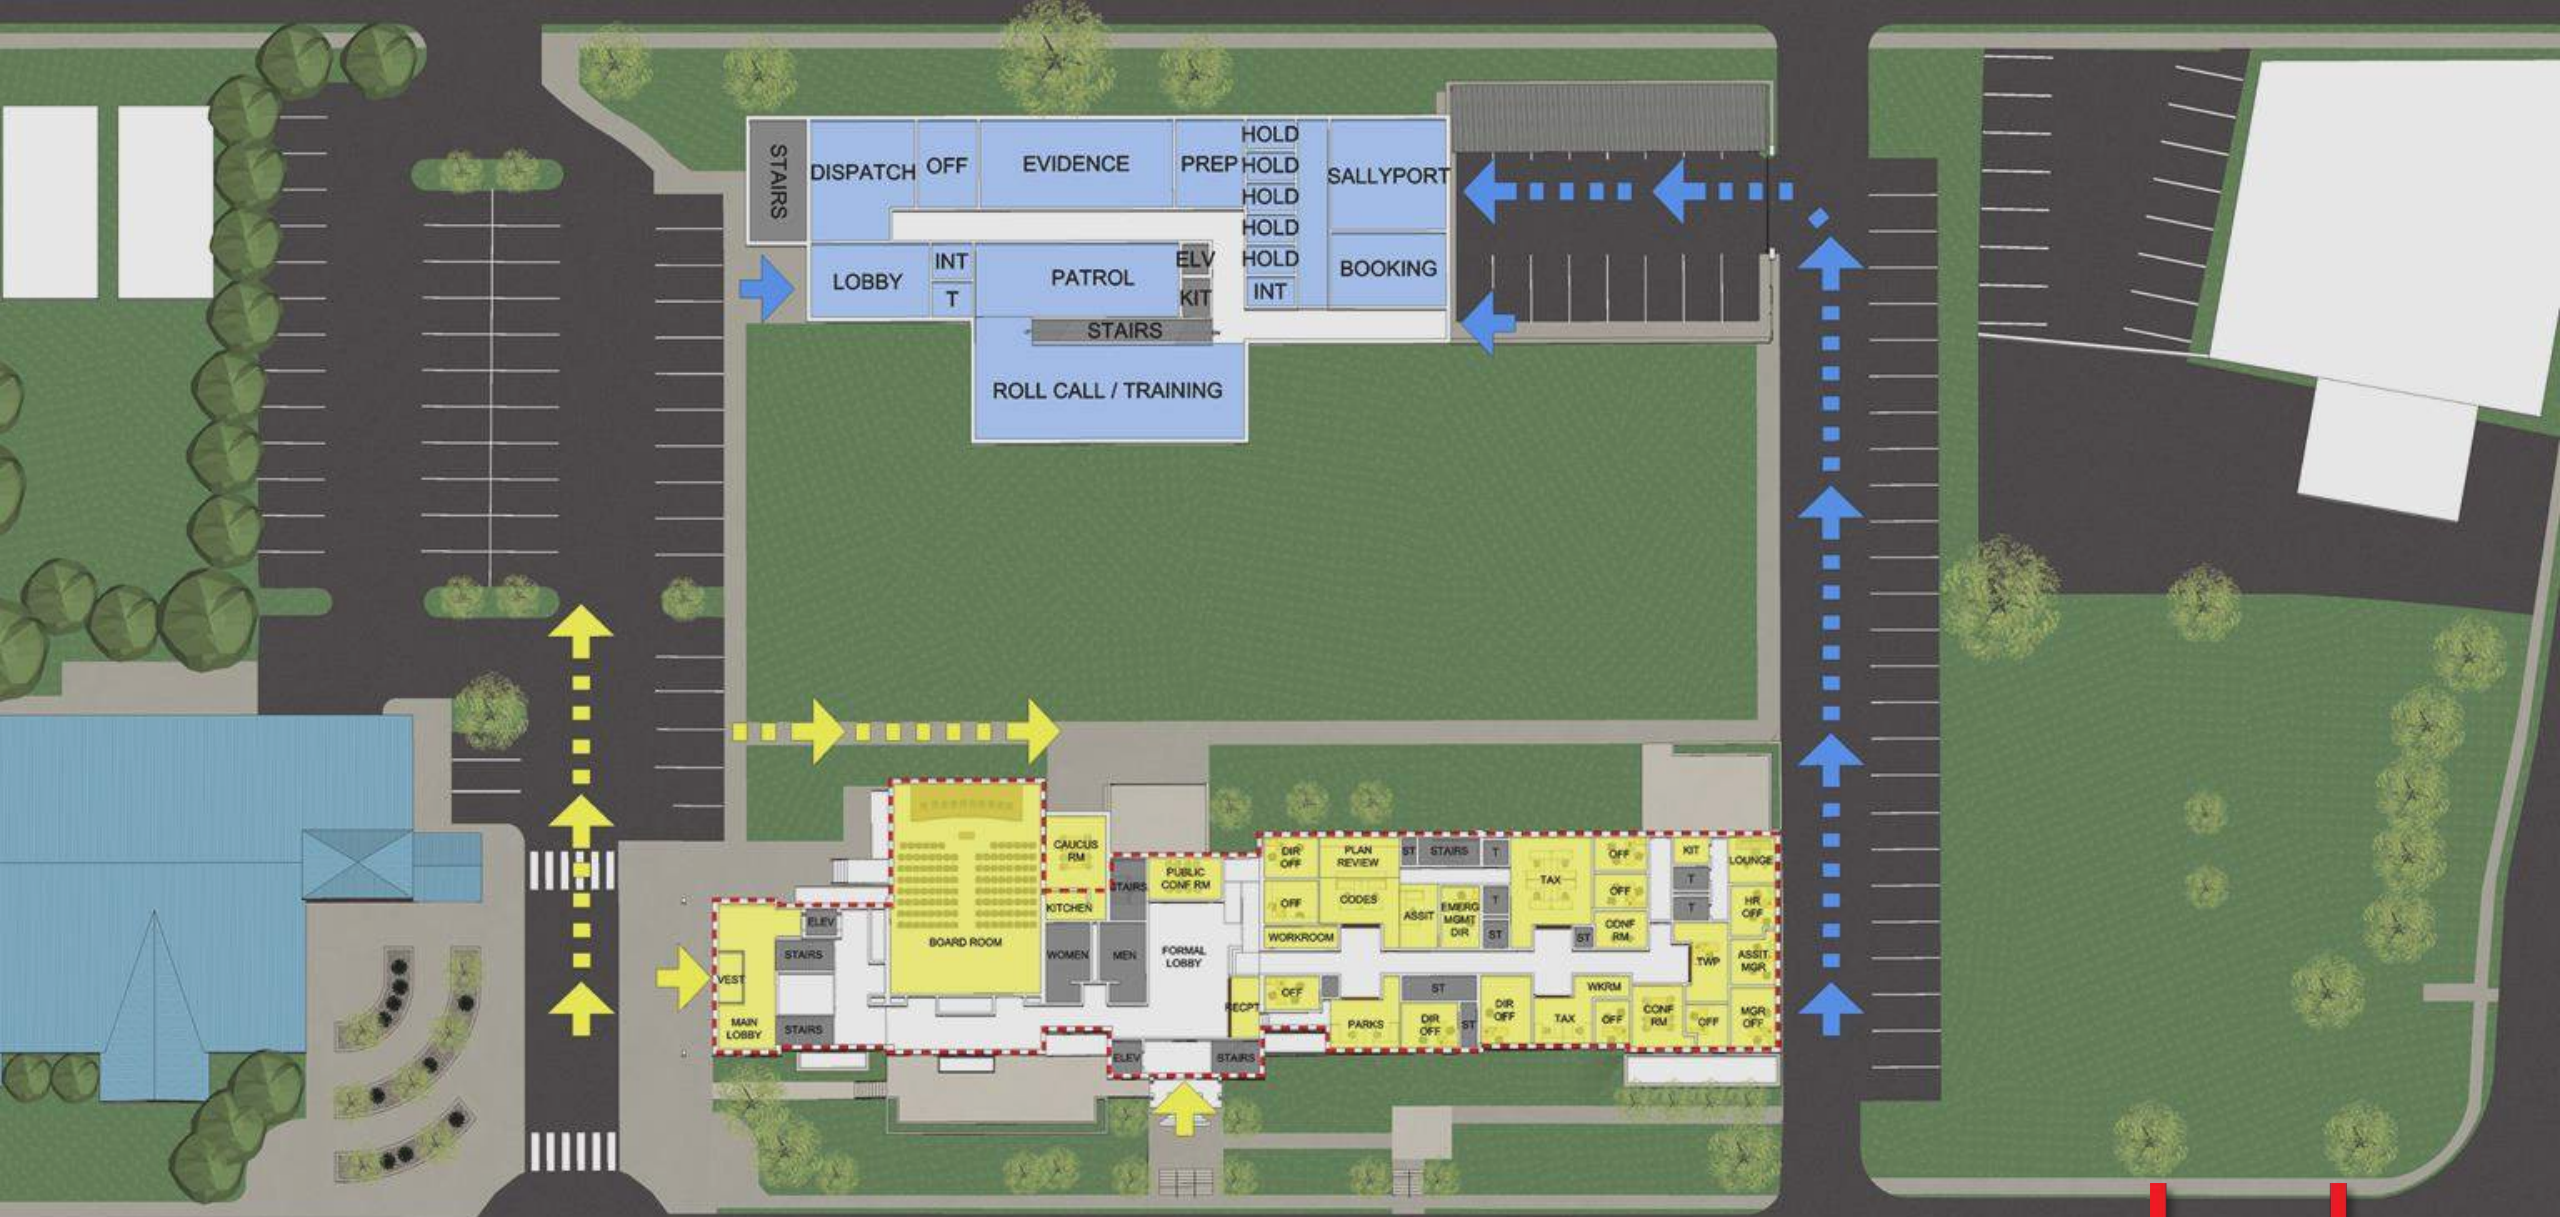 STAIRS
DISPATCH
OFF
EVIDENCE
PREP
HOLD
HOLD
HOLD
HOLD
HOLD
INT
SALLYPORT
BOOKING
LOBBY
INT
T
PATROL
ELV
KIT
STAIRS
ROLL CALL / TRAINING
VEST
MAIN
LOBBY
ELEV
STAIRS
STAIRS
BOARD ROOM
CAUCUS
RM
KITCHEN
WOMEN
MEN
STAIRS
PUBLIC
CONF RM
FORMAL
LOBBY
ELEV
STAIRS
RECPT
DIR
OFF
OFF
WORKROOM
OFF
PLAN
REVIEW
CODES
ST
STAIRS
T
ASSIT
EMERG
MGMT
DIR
T
ST
TAX
OFF
OFF
CONF
RM
ST
KIT
T
T
LOUNGE
HR
OFF
TWP
ASSIT
MGR
MGR
OFF
PARKS
ST
DIR
OFF
ST
DIR
OFF
WKRM
TAX
OFF
CONF
RM
OFF